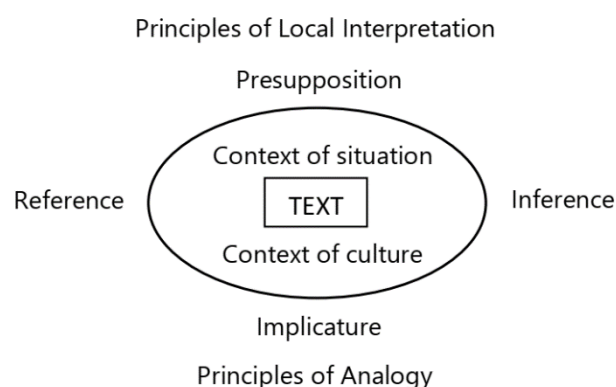 Principles of Local Interpretation
Presupposition
Context of situation
Reference TEXT Inference
Context of culture
Implicature
Principles of Analogy